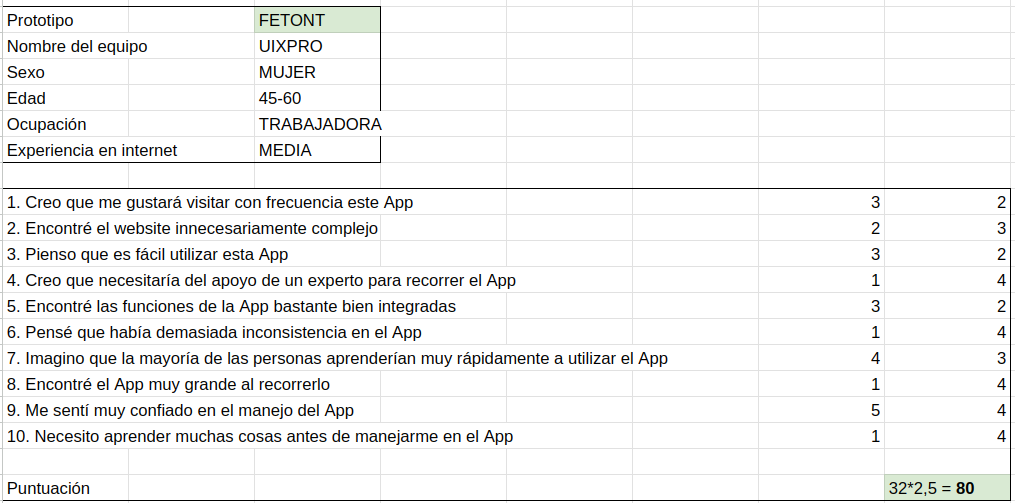 Prototipo FETONT
Nombre del equipo UIXPRO
Sexo MUJER
Edad 45-60
Ocupación TRABAJADORA
Experiencia en internet MEDIA
1. Creo que me gustará visitar con frecuencia este App 3 2
2. Encontré el website innecesariamente complejo 2 3
3. Pienso que es fácil utilizar esta App 3 2
4. Creo que necesitaría del apoyo de un experto para recorrer el App 1 4
5. Encontré las funciones de la App bastante bien integradas 3 2
6. Pensé que había demasiada inconsistencia en el App 1 4
7. Imagino que la mayoría de las personas aprenderían muy rápidamente a utilizar el App 4 3
8. Encontré el App muy grande al recorrerlo 1 4
9. Me sentí muy confiado en el manejo del App 5 4
10. Necesito aprender muchas cosas antes de manejarme en el App 1 4
Puntuación 32*2,5 = 80